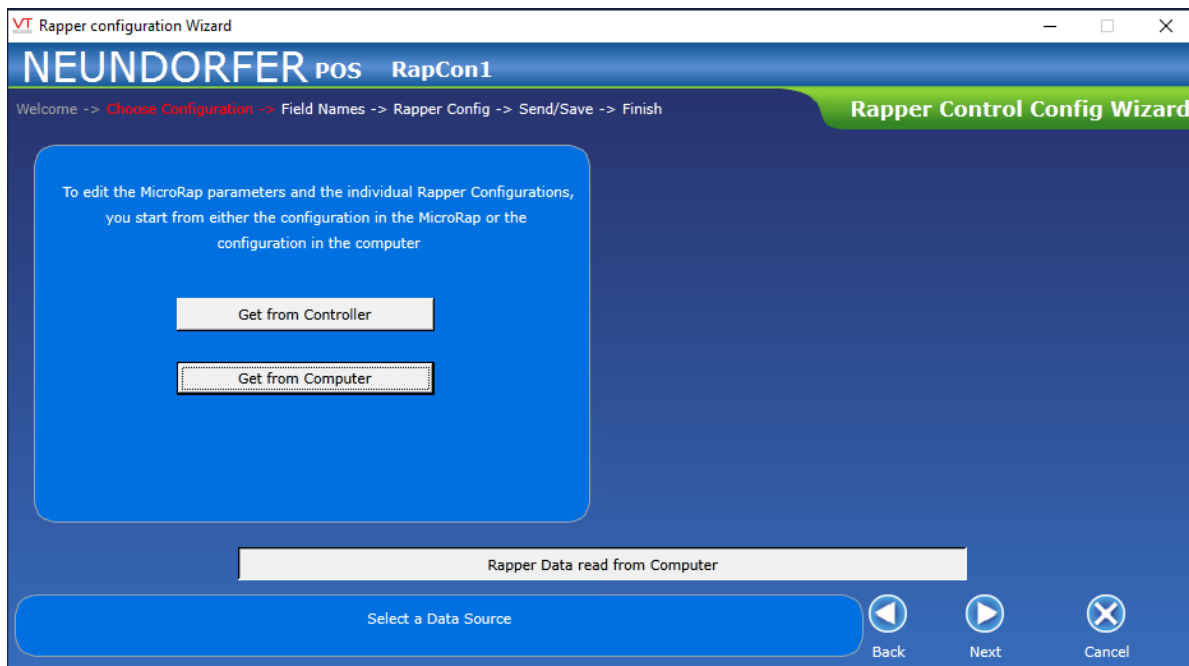 VT Rapper configuration Wizard
NEUNDORFER POS RapCon1
Welcome -> Choose Configuration -> Field Names -> Rapper Config -> Send/Save -> Finish
Rapper Control Config Wizard
To edit the MicroRap parameters and the individual Rapper Configurations,
you start from either the configuration in the MicroRap or the
configuration in the computer
Get from Controller
Get from Computer
Rapper Data read from Computer
Select a Data Source
Back
Next
Cancel